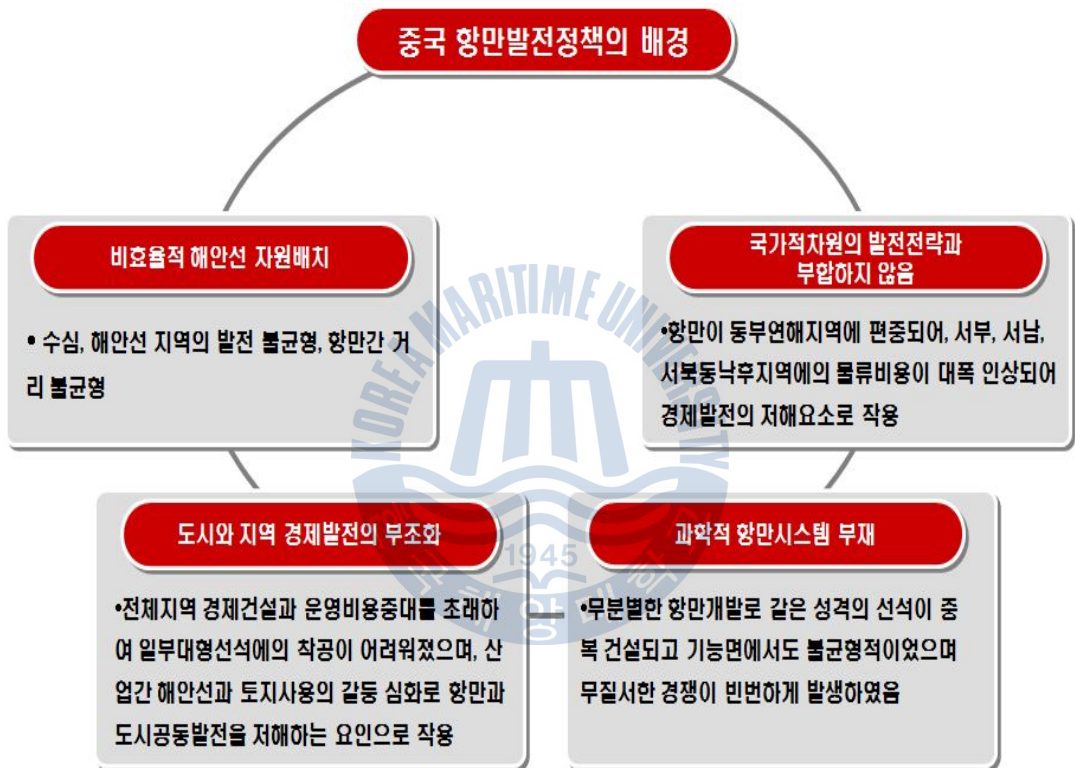 중국 항만발전정책의 배경
비효율적 해안선 자원배치
• 수심, 해안선 지역의 발전 불균형, 항만간 거
리 불균형
국가적차원의 발전전략과
부합하지 않음
•항만이 동부연해지역에 편중되어, 서부, 서남,
서북동낙후지역에의 물류비용이 대폭 인상되어
경제발전의 저해요소로 작용
도시와 지역 경제발전의 부조화
•전체지역 경제건설과 운영비용증대를 초래하
여 일부대형선석에의 착공이 어려워졌으며, 산
업간 해안선과 토지사용의 갈등 심화로 항만과
도시공동발전을 저해하는 요인으로 작용
과학적 항만시스템 부재
•무분별한 항만개발로 같은 성격의 선석이 중
복 건설되고 기능면에서도 불균형적이었으며
무질서한 경쟁이 빈번하게 발생하였음
KOREA MARITIME UNIVERSITY
1945
한국해양대학교